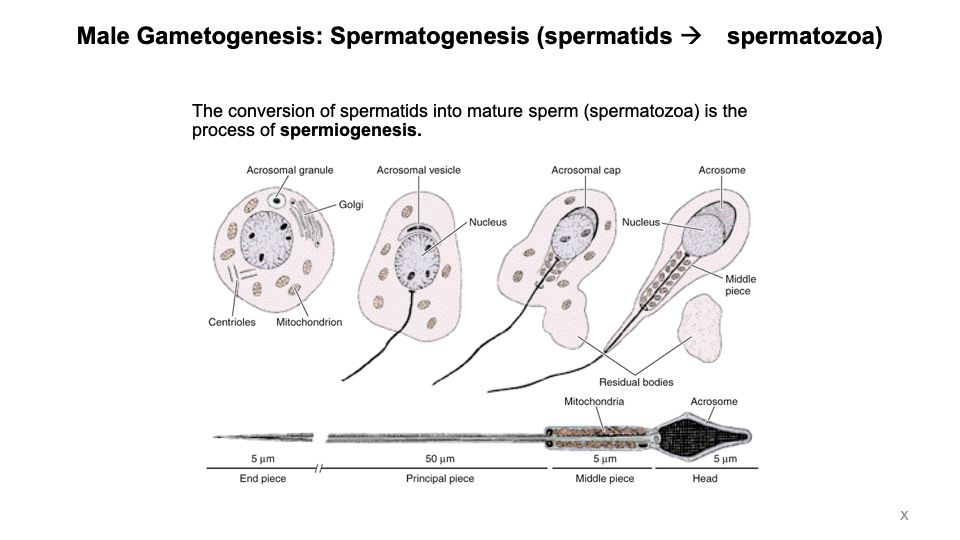 Male Gametogenesis: Spermatogenesis (spermatids → spermatozoa)
The conversion of spermatids into mature sperm (spermatozoa) is the
process of spermiogenesis.
Acrosomal granule
Acrosomal vesicle
Acrosomal cap
Acrosome
Golgi
Nucleus
Nucleus
Middle
piece
Centrioles
Mitochondrion
Residual bodies
Mitochondria
Acrosome
5 μm
50 μm
5 μm
5 μm
End piece
Principal piece
Middle piece
Head
X